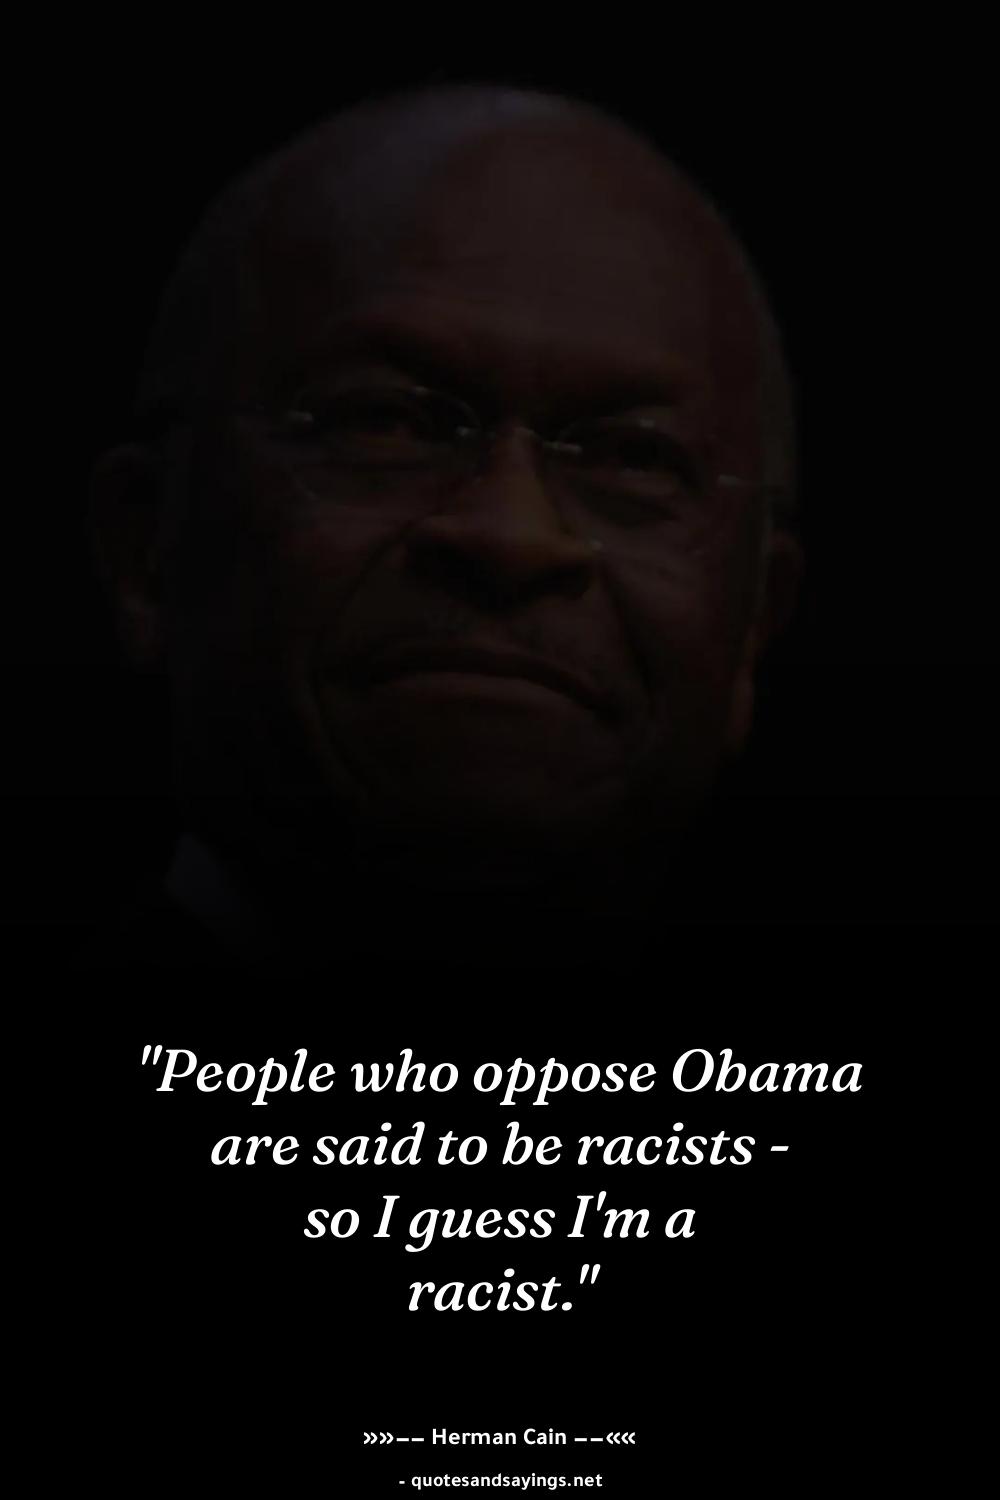 "People who oppose Obama
are said to be racists -
so I guess I'm a
racist."
»»—— Herman Cain ——««
- quotesandsayings.net